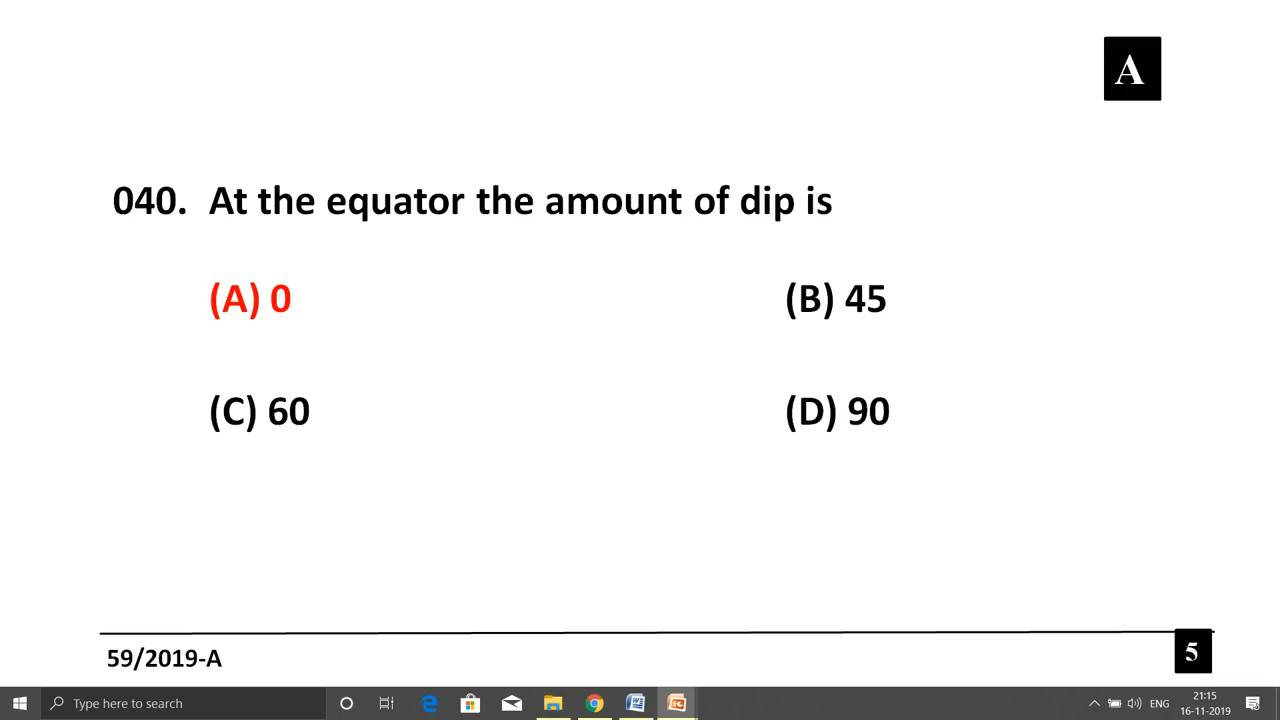 A
040. At the equator the amount of dip is
(A) 0 (B) 45
(C) 60 (D) 90
59/2019-A 5
Type here to search ENG 21:15
16-11-2019